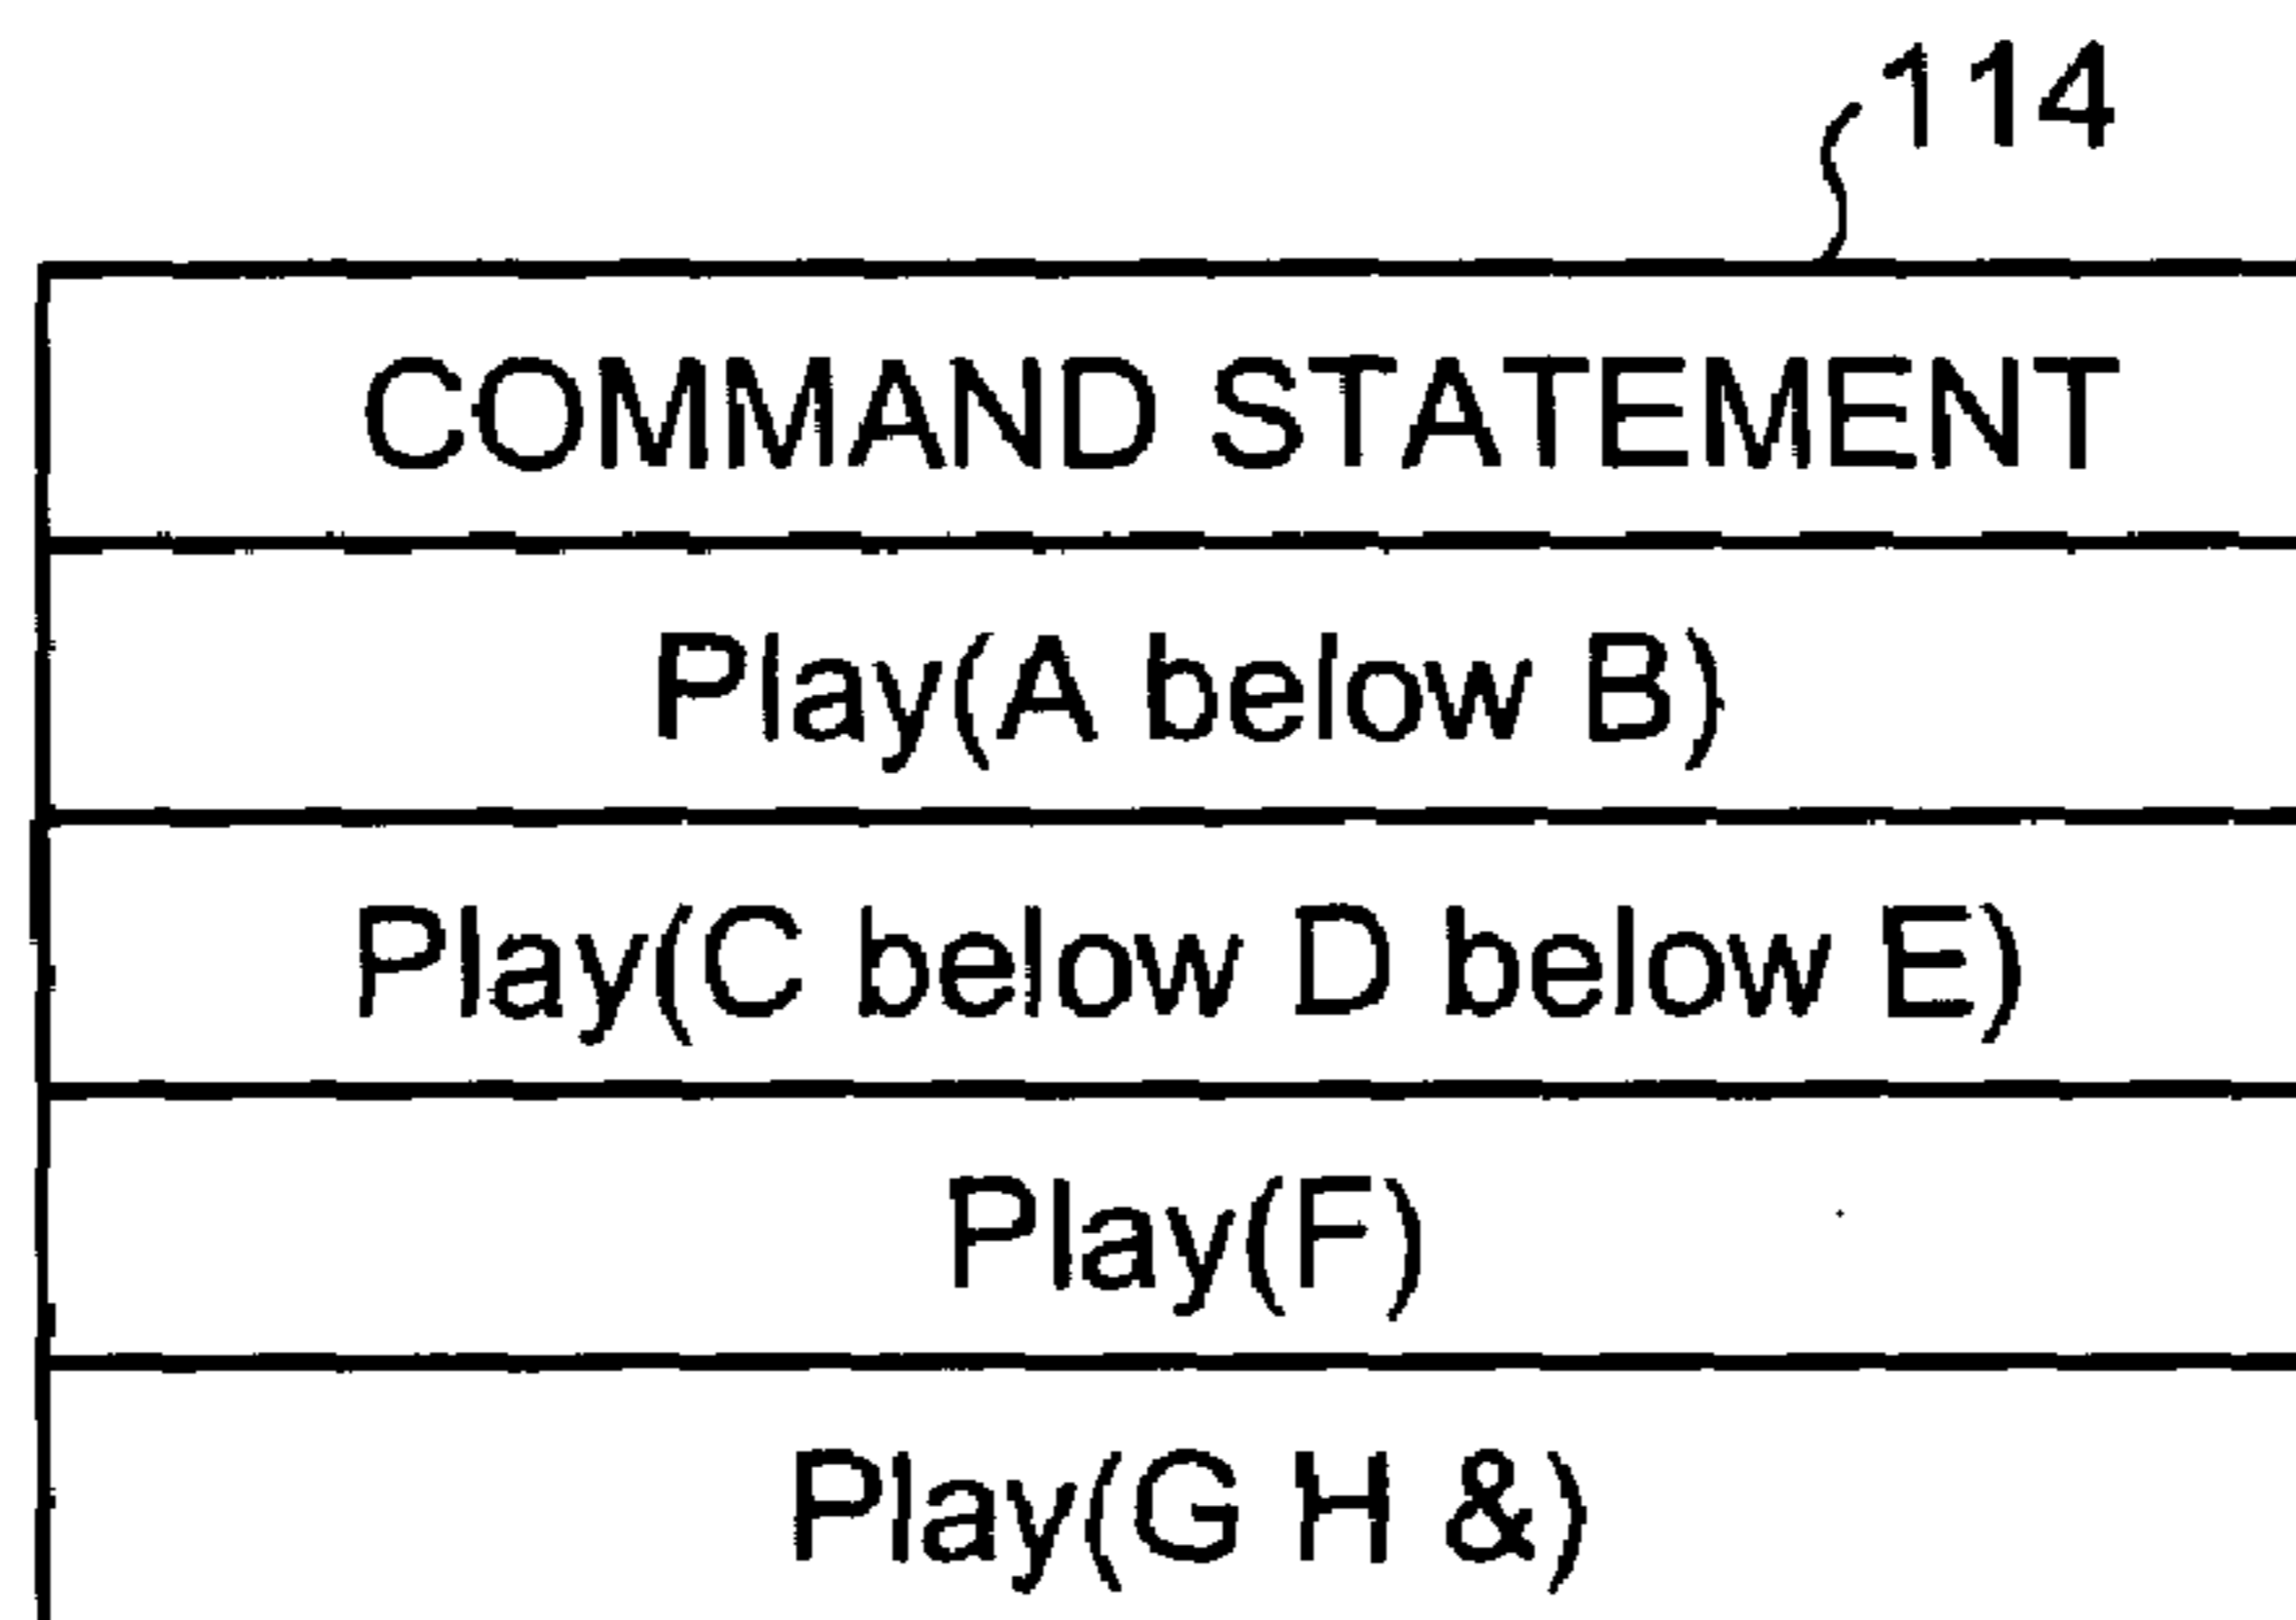 114
COMMAND STATEMENT
Play(A below B)
Play(C below D below E)
Play(F)
Play(G H &)